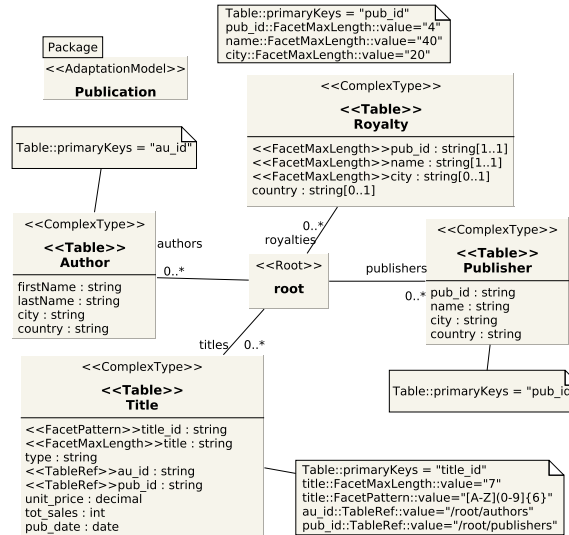 Table::primaryKeys = "pub_id"
pub_id::FacetMaxLength::value="4"
name::FacetMaxLength::value="40"
city::FacetMaxLength::value="20"
Package
<<AdaptationModel>>
Publication
<<ComplexType>>
<<Table>>
Royalty
<<FacetMaxLength>>pub_id : string[1..1]
<<FacetMaxLength>>name : string[1..1]
<<FacetMaxLength>>city : string[0..1]
country : string[0..1]
Table::primaryKeys = "au_id"
<<ComplexType>>
<<Table>>
Author
firstName : string
lastName : string
city : string
country : string
authors
0..*
0..*
royalties
<<Root>>
root
publishers
0..*
<<ComplexType>>
<<Table>>
Publisher
pub_id : string
name : string
city : string
country : string
Table::primaryKeys = "pub_id
titles
0..*
<<ComplexType>>
<<Table>>
Title
<<FacetPattern>>title_id : string
<<FacetMaxLength>>title : string
type : string
<<TableRef>>au_id : string
<<TableRef>>pub_id : string
unit_price : decimal
tot_sales : int
pub_date : date
Table::primaryKeys = "title_id"
title::FacetMaxLength::value="7"
title::FacetPattern::value="[A-Z](0-9]{6}"
au_id::TableRef::value="/root/authors"
pub_id::TableRef::value="/root/publishers"